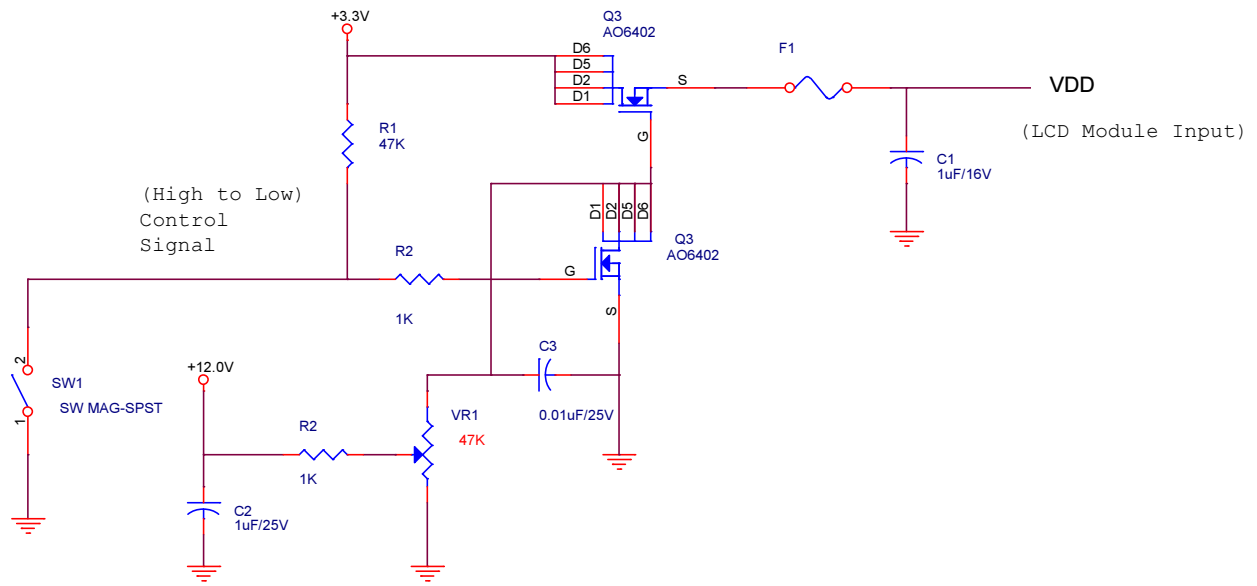 +3.3V
Q3
AO6402
D6
D5
D2
D1
S
G
F1
VDD
(LCD Module Input)
R1
47K
C1
1uF/16V
(High to Low)
Control
Signal
D1
D2
D5
D6
Q3
AO6402
R2
1K
G
S
2
1
SW1
SW MAG-SPST
+12.0V
C3
0.01uF/25V
VR1
47K
R2
1K
C2
1uF/25V